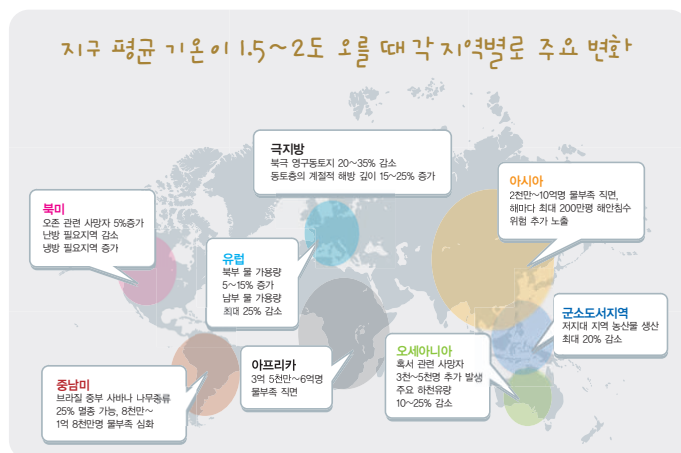 지구 평균 기온이 1.5~2도 오를 때 각 지역별로 주요 변화
극지방
북극 영구동토지 20~35% 감소
동토층의 계절적 해방 깊이 15~25% 증가
아시아
2천만~10억명 물부족 직면,
해마다 최대 200만평 해안침수
위험 추가 노출
북미
오존 관련 사망자 5%증가
난방 필요지역 감소
냉방 필요지역 증가
유럽
북부 물 가용량
5~15% 증가
남부 물 가용량
최대 25% 감소
군소도서지역
저지대 지역 농산물 생산
최대 20% 감소
오세아니아
혹서 관련 사망자
3천~5천명 추가 발생
주요 하천유량
10~25% 감소
아프리카
3억 5천만~6억명
물부족 직면
중남미
브라질 중부 사바나 나무종류
25% 멸종 가능, 8천만~
1억 8천만명 물부족 심화